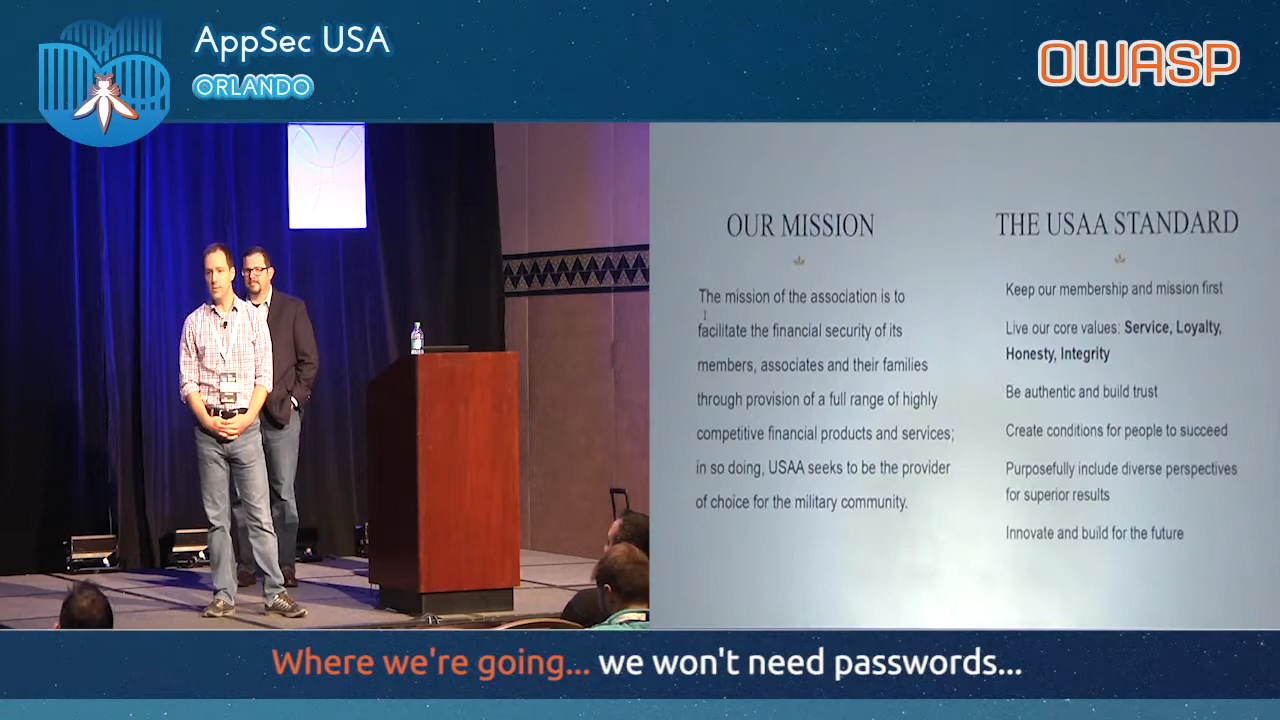 AppSec USA
ORLANDO
OWASP
OUR MISSION
The mission of the association is to
facilitate the financial security of its
members, associates and their families
through provision of a full range of highly
competitive financial products and services;
in so doing, USAA seeks to be the provider
of choice for the military community.
THE USAA STANDARD
Keep our membership and mission first
Live our core values: Service, Loyalty,
Honesty, Integrity
Be authentic and build trust
Create conditions for people to succeed
Purposefully include diverse perspectives
for superior results
Innovate and build for the future
Where we're going... we won't need passwords...